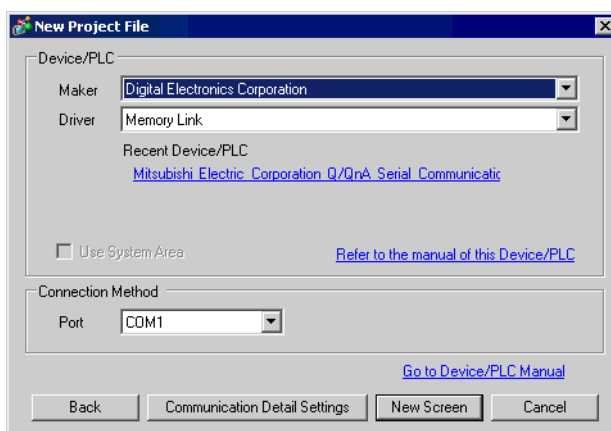 New Project File
Device/PLC
Maker Digital Electronics Corporation
Driver Memory Link
Recent Device/PLC
Mitsubishi Electric Corporation Q/QnA Serial Communicatic
Use System Area Refer to the manual of this Device/PLC
Connection Method
Port COM1
Go to Device/PLC Manual
Back Communication Detail Settings New Screen Cancel